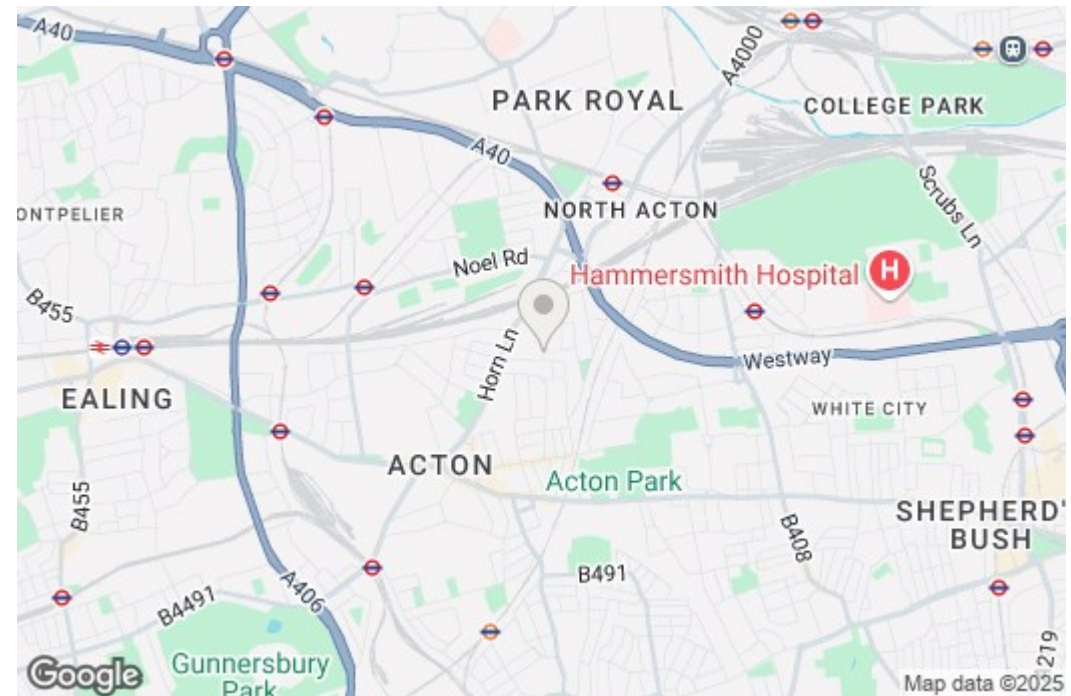 A40
A4000
PARK ROYAL
COLLEGE PARK
A40
ONTPELIER
NORTH ACTON
Scrubs Ln
Noel Rd
Hammersmith Hospital
H
B455
Horn Ln
Westway
EALING
WHITE CITY
ACTON
Acton Park
B455
SHEPHERD'
BUSH
B408
B491
A406
B4491
219
Gunnersbury
Park
Google
Map data ©2025